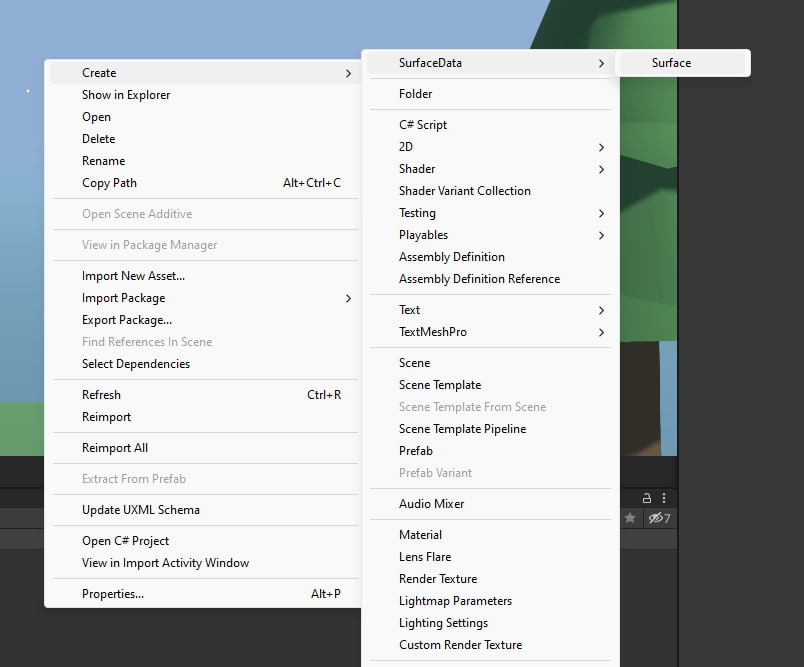 Create
Show in Explorer
Open
Delete
Rename
Copy Path Alt+Ctrl+C
Open Scene Additive
View in Package Manager
Import New Asset...
Import Package
Export Package...
Find References In Scene
Select Dependencies
Refresh Ctrl+R
Reimport
Reimport All
Extract From Prefab
Update UXML Schema
Open C# Project
View in Import Activity Window
Properties... Alt+P
SurfaceData
Folder
C# Script
2D
Shader
Shader Variant Collection
Testing
Playables
Assembly Definition
Assembly Definition Reference
Text
TextMeshPro
Scene
Scene Template
Scene Template From Scene
Scene Template Pipeline
Prefab
Prefab Variant
Audio Mixer
Material
Lens Flare
Render Texture
Lightmap Parameters
Lighting Settings
Custom Render Texture
Surface
7